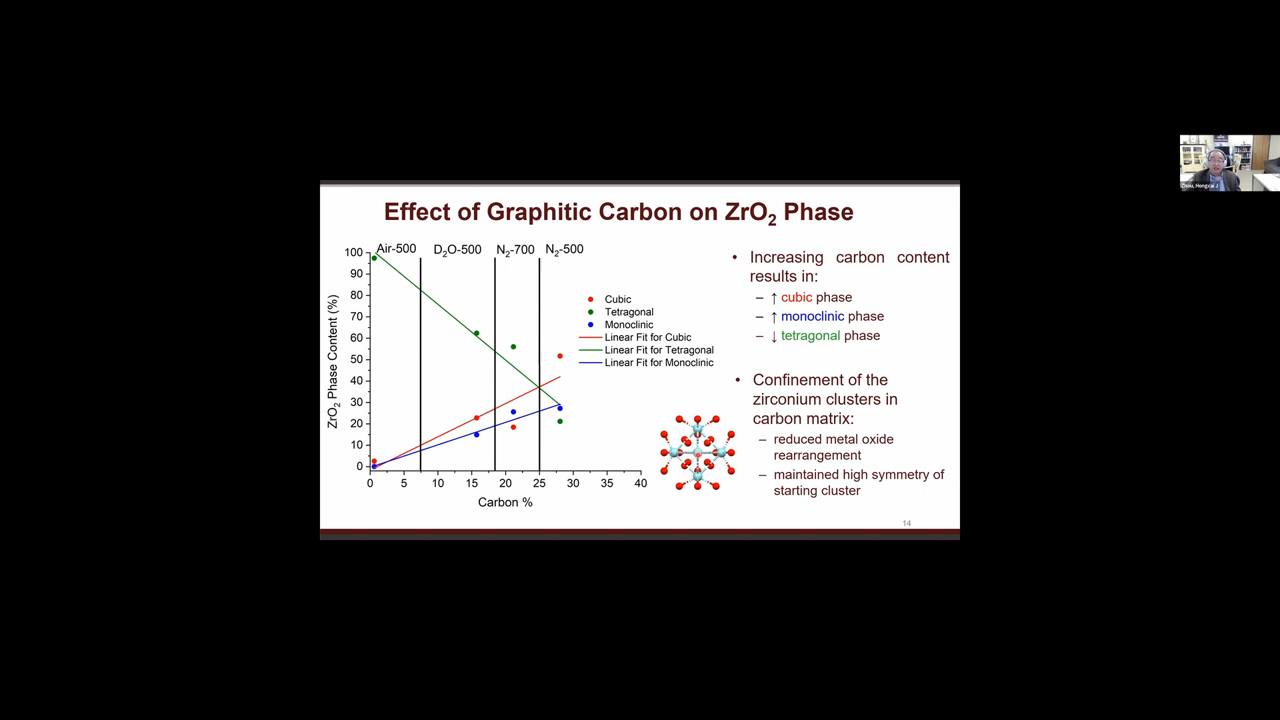 Effect of Graphitic Carbon on ZrO2 Phase
Air-500
D2O-500
N2-700
N2-500
ZrO2 Phase Content (%)
100
90
80
70
60
50
40
30
20
10
0
0
5
10
15
20
25
30
35
40
Carbon %
Cubic
Tetragonal
Monoclinic
Linear Fit for Cubic
Linear Fit for Tetragonal
Linear Fit for Monoclinic
• Increasing carbon content
results in:
– ↑ cubic phase
– ↑ monoclinic phase
– ↓ tetragonal phase
• Confinement of the
zirconium clusters in
carbon matrix:
– reduced metal oxide
rearrangement
– maintained high symmetry of
starting cluster
14
Zhou, Hongcai J